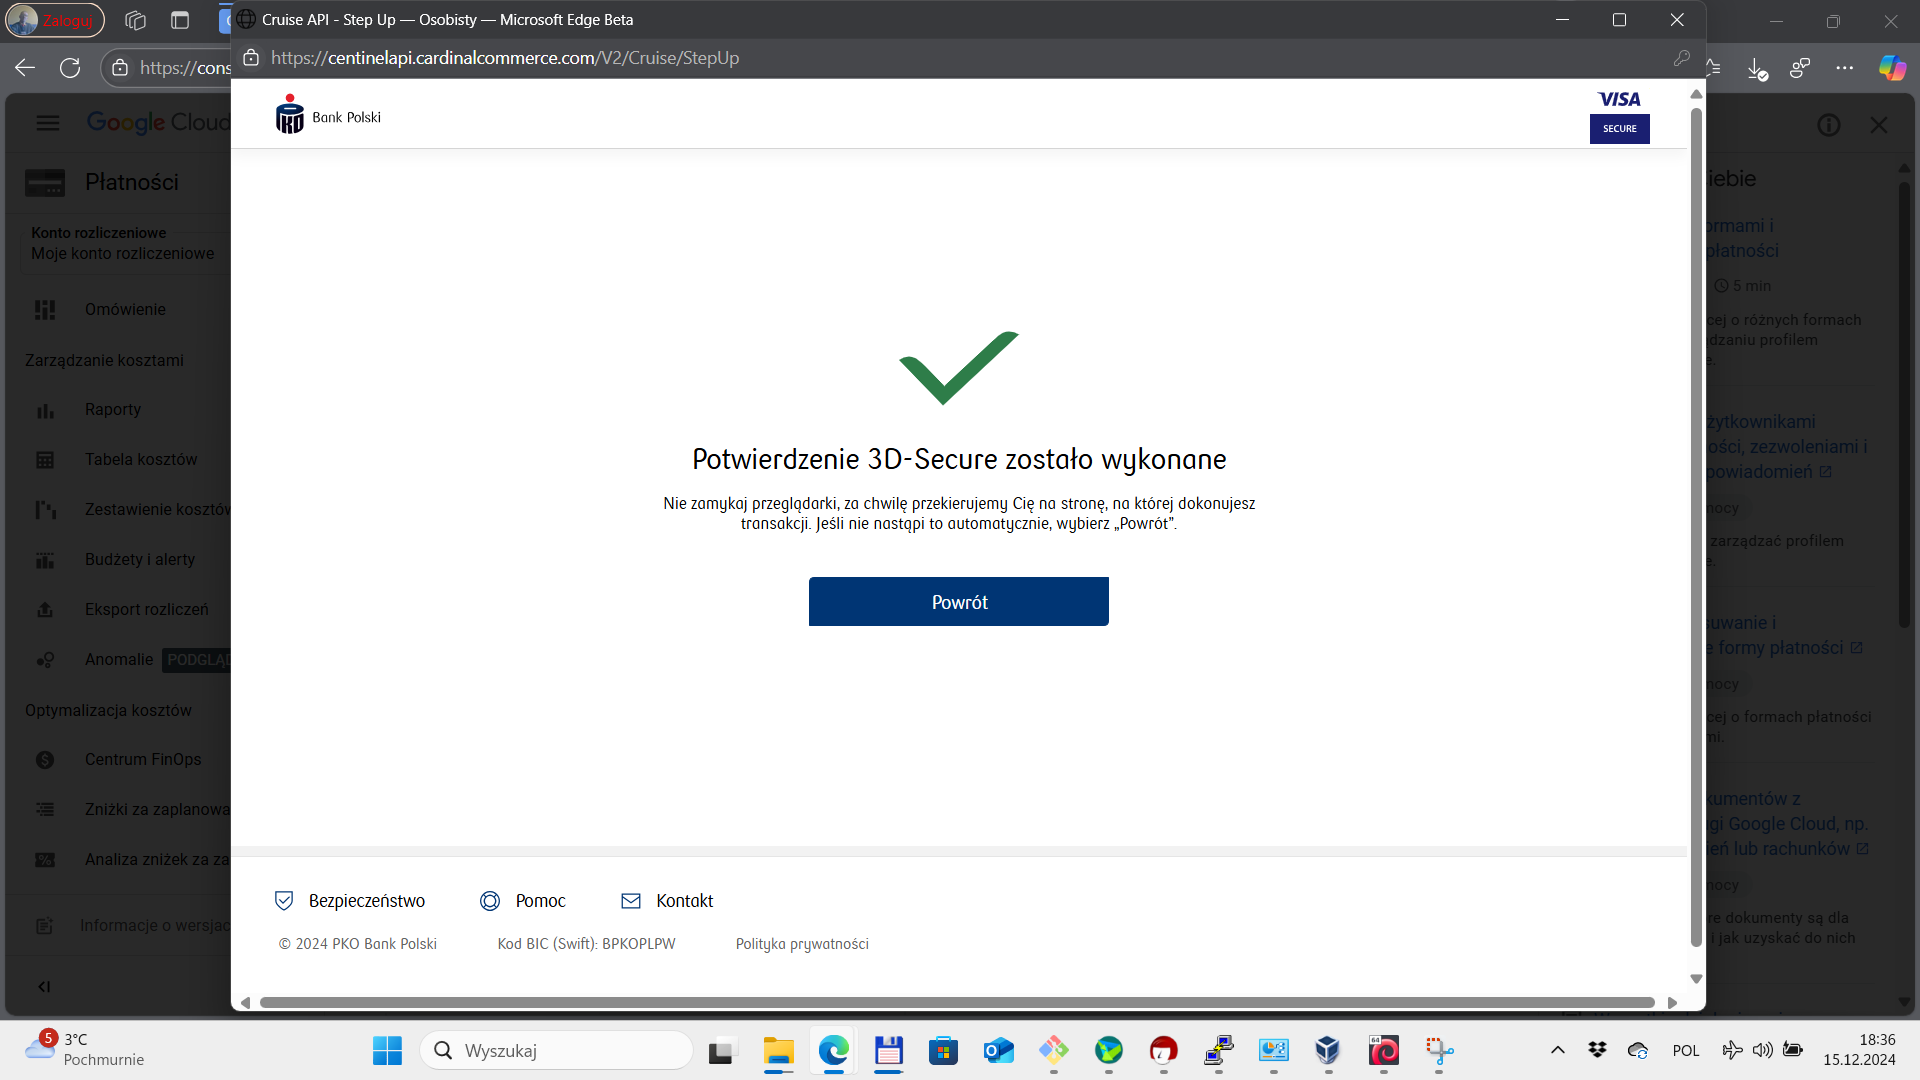 Zaloguj
Cruise API - Step Up — Osobisty — Microsoft Edge Beta
https://cons
https://centinelapi.cardinalcommerce.com/V2/Cruise/StepUp
Google Cloud
Bank Polski
VISA
SECURE
Płatności
Konto rozliczeniowe
Moje konto rozliczeniowe
Omówienie
Zarządzanie kosztami
Raporty
Tabela kosztów
Zestawienie kosztów
Budżety i alerty
Eksport rozliczeń
Anomalie PODGLĄD
Optymalizacja kosztów
Centrum FinOps
Zniżki za zaplanowa
Analiza zniżek za za
Informacje o wersjac
Potwierdzenie 3D-Secure zostało wykonane
Nie zamykaj przeglądarki, za chwilę przekierujemy Cię na stronę, na której dokonujesz
transakcji. Jeśli nie nastąpi to automatycznie, wybierz „Powrót”.
Powrót
Bezpieczeństwo
Pomoc
Kontakt
© 2024 PKO Bank Polski
Kod BIC (Swift): BPKOPLPW
Polityka prywatności
iebie
ormami i
płatności
5 min
cej o różnych formach
dzaniu profilem
e.
żytkownikami
ości, zezwoleniami i
powiadomień
mocy
zarządzać profilem
e.
suwanie i
e formy płatności
mocy
cej o formach płatności
mi.
kumentów z
ugi Google Cloud, np.
eń lub rachunków
mocy
re dokumenty są dla
i jak uzyskać do nich
5
3°C
Pochmurnie
Wyszukaj
64
POL
18:36
15.12.2024